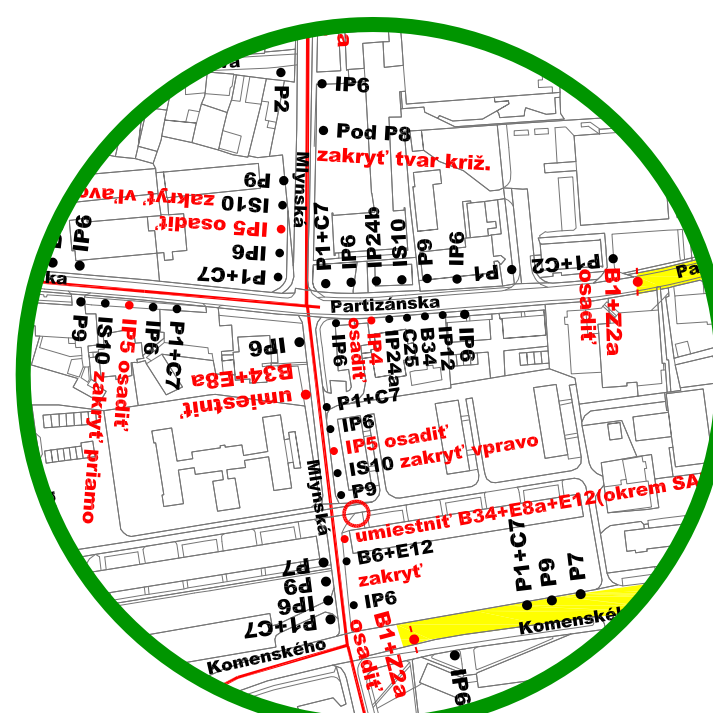 IP6
P2
Pod P8
zakryť tvar križ.
Mlynská
P9
zakryť vľavo
IS10
IP5 osadiť
IP6
P1+C7
IP6
P1+C7
IP6
IP24b
IS10
P9
IP6
P1
P1+C2
B1+Z2a
osadiť
Partizánska
P9
IS10 zakryť priamo
IP5 osadiť
IP6
P1+C7
IP6
IP6
osadiť
IP4
IP24ar
C25
B34
IP12
IP6
B34+E8a
umiestniť
P1+C7
IP6
IP5 osadiť
IS10 zakryť vpravo
P9
Mlynská
umiestniť B34+E8a+E12(okrem SA
B6+E12
zakryť
P7
P9
IP6
P1+C7
IP6
P1+C7
P9
P7
B1+Z2a
osadiť
Komenského
IP6